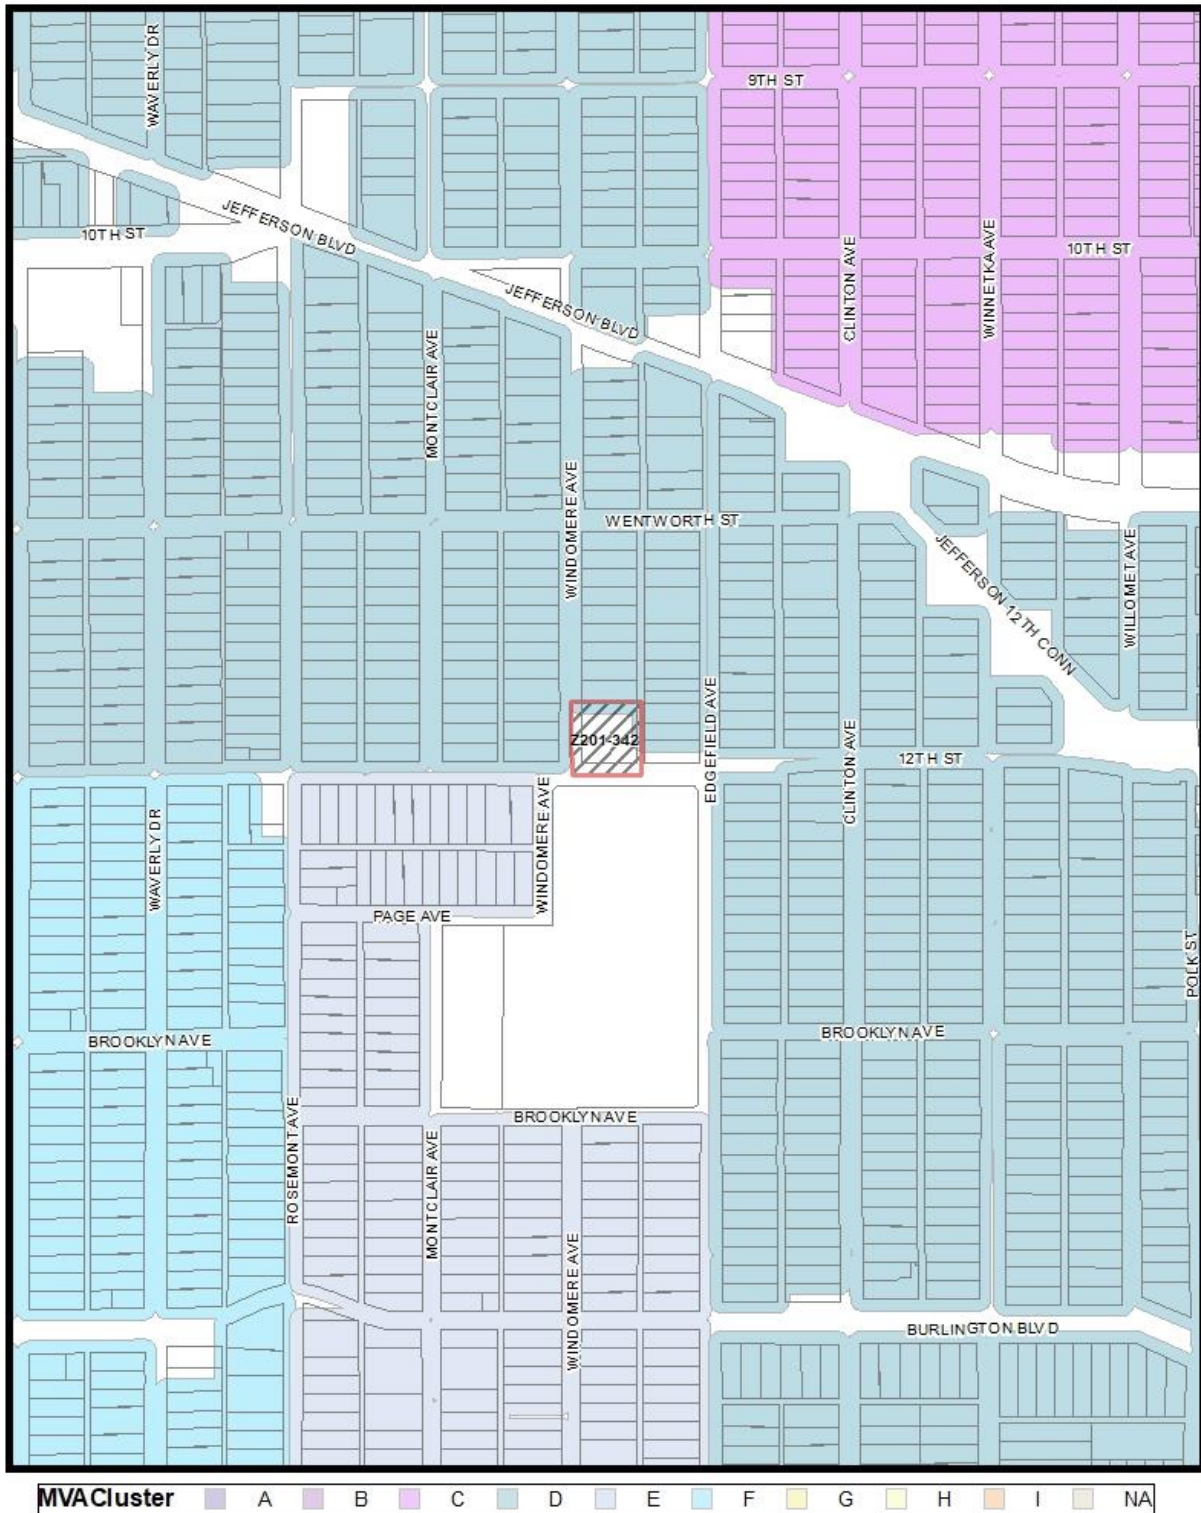 WAVERLY DR
9TH ST
JEFFERSON BLVD
10TH ST
10TH ST
CLINTON AVE
WINNETKA AVE
JEFFERSON BLVD
MONTCLAIR AVE
WINDOMERE AVE
WENTWORTH ST
JEFFERSON 12TH CONN
WILLOMET AVE
EDGEFIELD AVE
Z201-342
CLINTON AVE
12TH ST
WAVERLY DR
WINDOMERE AVE
PAGE AVE
POLK ST
BROOKLYN AVE
BROOKLYN AVE
ROSEMONT AVE
BROOKLYN AVE
MONTCLAIR AVE
WINDOMERE AVE
BURLINGTON BLVD
MVACluster A B C D E F G H I NA